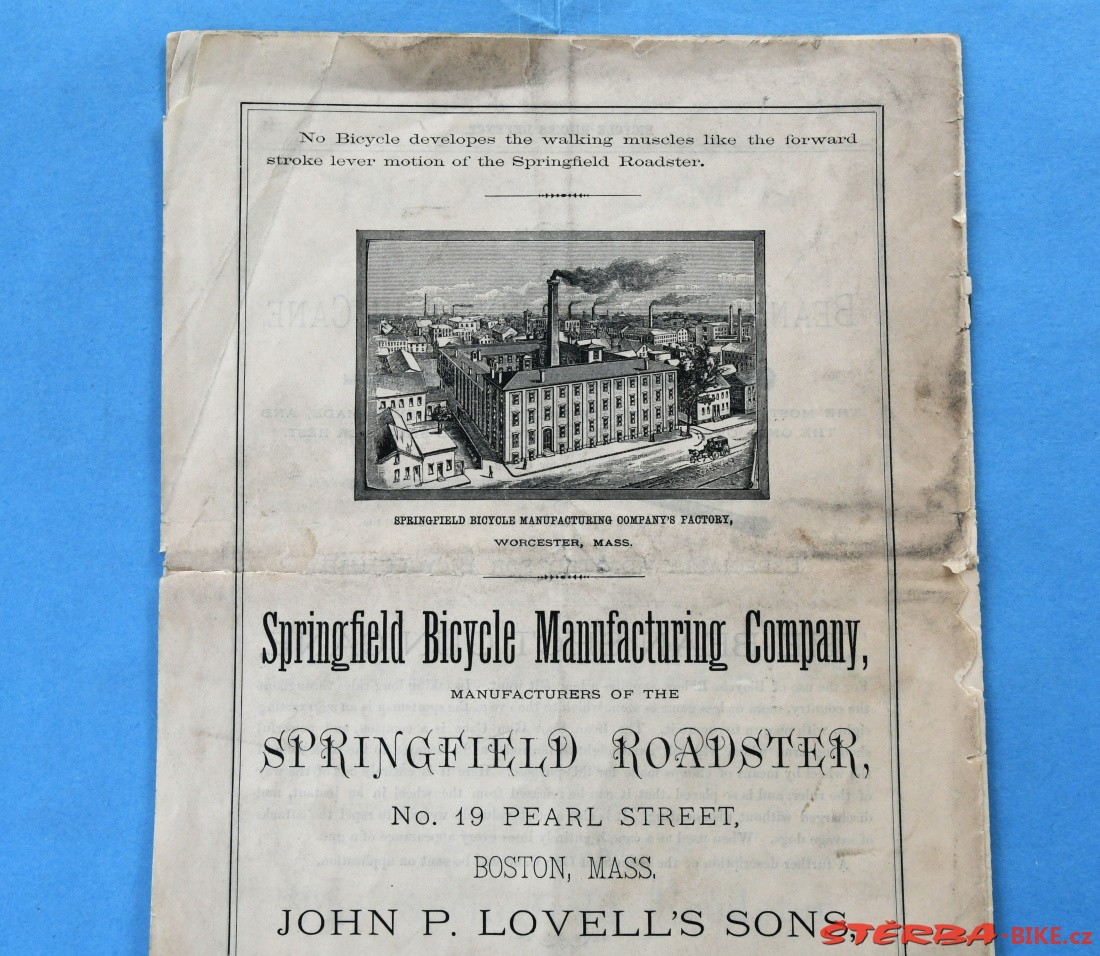 No Bicycle developes the walking muscles like the forward
stroke lever motion of the Springfield Roadster.
SPRINGFIELD BICYCLE MANUFACTURING COMPANY'S FACTORY,
WORCESTER, MASS.
Springfield Bicycle Manufacturing Company,
MANUFACTURERS OF THE
SPRINGFIELD ROADSTER,
No. 19 PEARL STREET,
BOSTON, MASS.
JOHN P. LOVELL'S SONS,
ŠTĚRBA-BIKE.cz